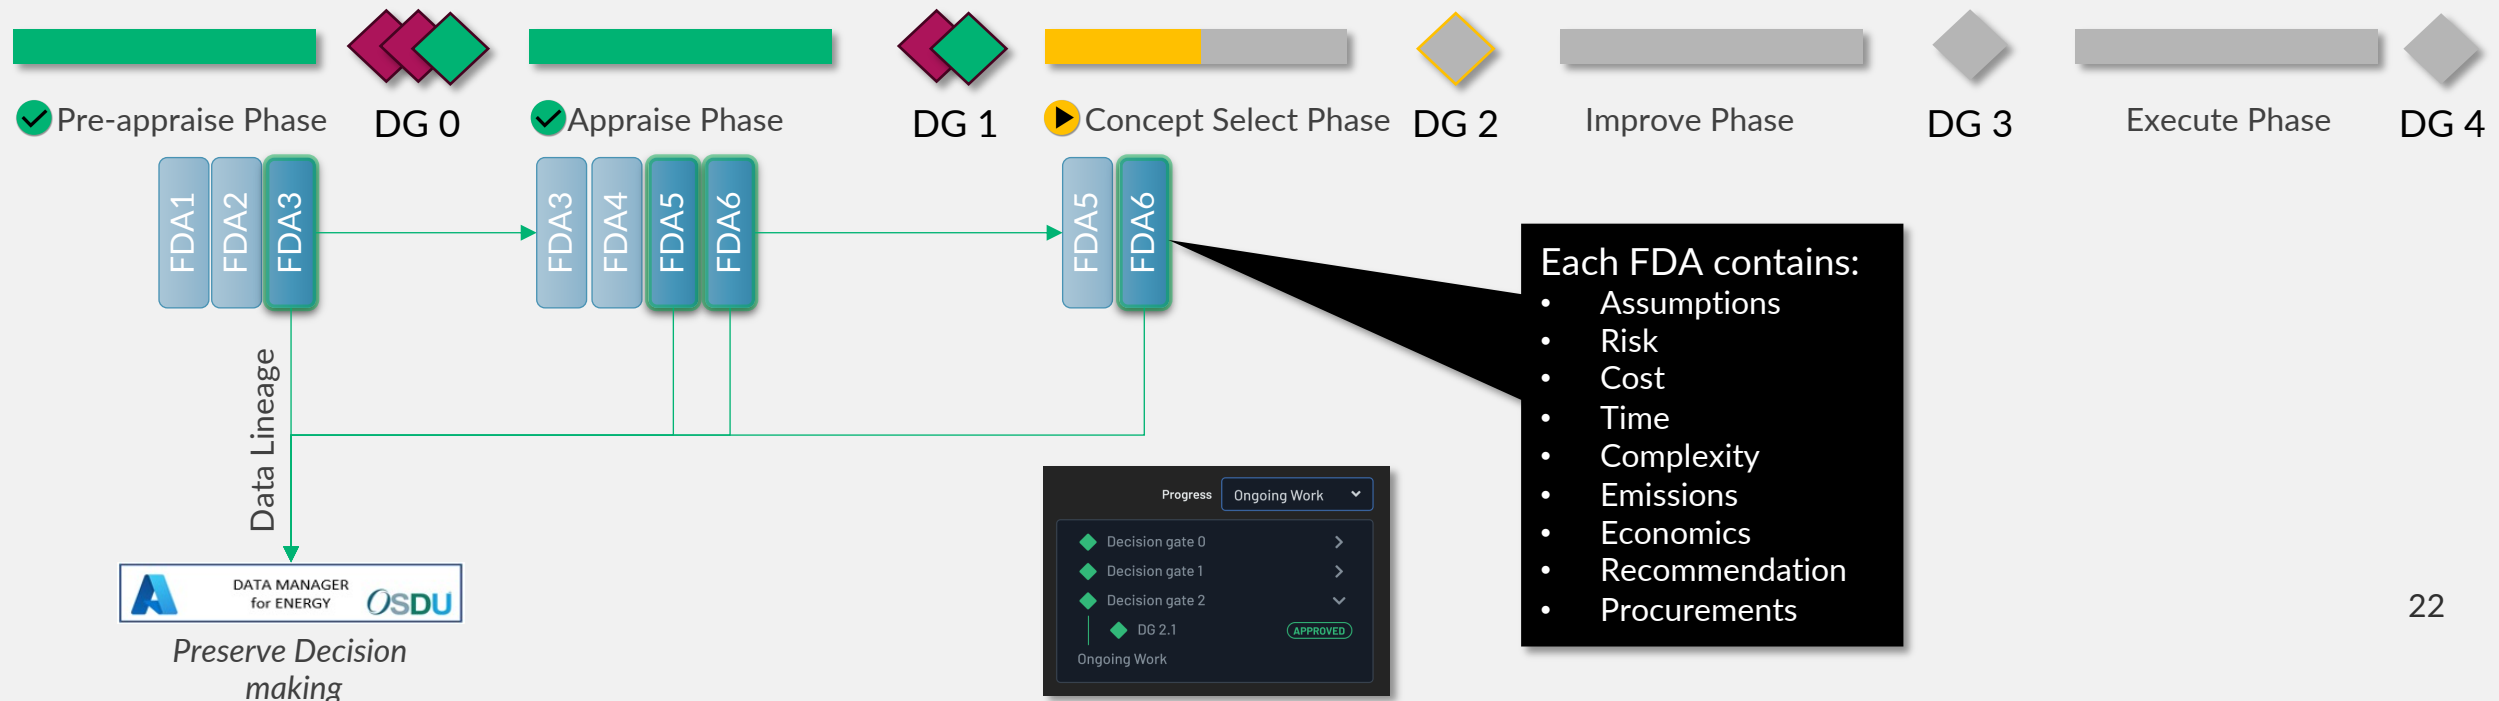 Pre-appraise Phase
DG 0
Appraise Phase
DG 1
Concept Select Phase
DG 2
Improve Phase
DG 3
Execute Phase
DG 4
FDA1
FDA2
FDA3
FDA3
FDA4
FDA5
FDA6
FDA5
FDA6
Each FDA contains:
• Assumptions
• Risk
• Cost
• Time
• Complexity
• Emissions
• Economics
• Recommendation
• Procurements
Data Lineage
DATA MANAGER
for ENERGY
OSDU
Preserve Decision
making
Progress
Ongoing Work
Decision gate 0
Decision gate 1
Decision gate 2
DG 2.1
APPROVED
Ongoing Work
22